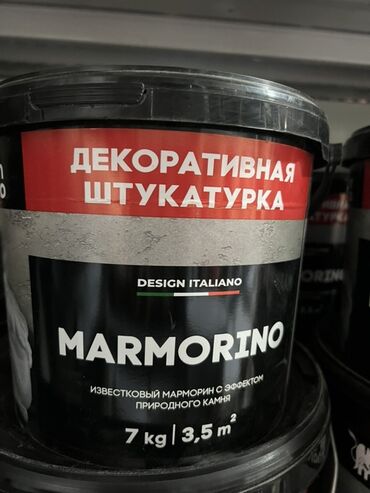 ДЕКОРАТИВНАЯ
ШТУКАТУРКА
DESIGN ITALIANO
MARMORINO
ИЗВЕСТКОВЫЙ МАРМОРИН С ЭФФЕКТОМ
ПРИРОДНОГО КАМНЯ
7 kg | 3,5 m²